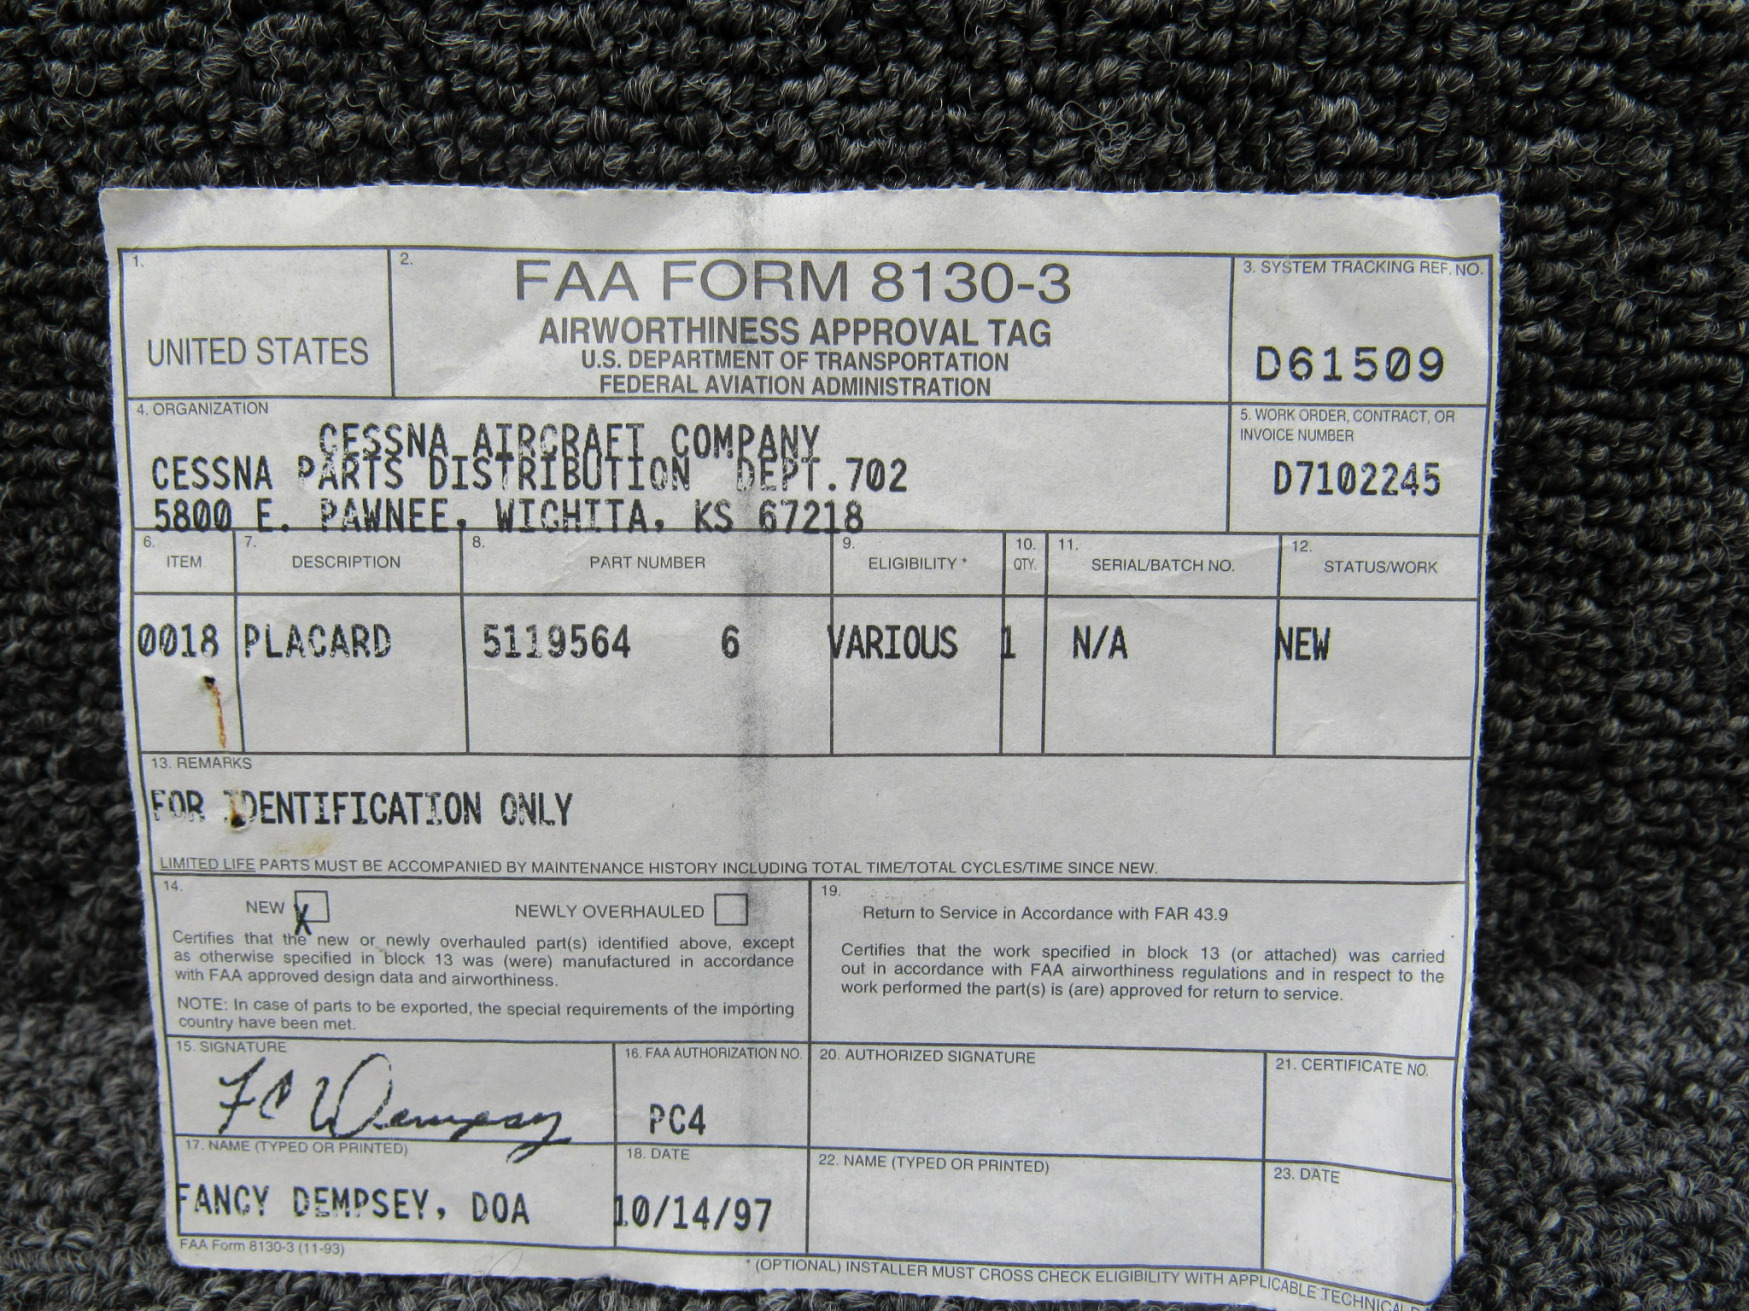 1.
UNITED STATES
2.
FAA FORM 8130-3
AIRWORTHINESS APPROVAL TAG
U.S. DEPARTMENT OF TRANSPORTATION
FEDERAL AVIATION ADMINISTRATION
3. SYSTEM TRACKING REF. NO.
D61509
4. ORGANIZATION
CESSNA AIRCRAFT COMPANY
CESSNA PARTS DISTRIBUTION DEPT.702
5800 E. PAWNEE, WICHITA, KS 67218
5. WORK ORDER, CONTRACT, OR
INVOICE NUMBER
D7102245
6. ITEM
7. DESCRIPTION
8. PART NUMBER
9. ELIGIBILITY *
10. QTY.
11. SERIAL/BATCH NO.
12. STATUS/WORK
0018 PLACARD 5119564 6 VARIOUS 1 N/A NEW
13. REMARKS
FOR IDENTIFICATION ONLY
LIMITED LIFE PARTS MUST BE ACCOMPANIED BY MAINTENANCE HISTORY INCLUDING TOTAL TIME/TOTAL CYCLES/TIME SINCE NEW.
14.
NEW X NEWLY OVERHAULED
Certifies that the new or newly overhauled part(s) identified above, except
as otherwise specified in block 13 was (were) manufactured in accordance
with FAA approved design data and airworthiness.
NOTE: In case of parts to be exported, the special requirements of the importing
country have been met.
19.
Return to Service in Accordance with FAR 43.9
Certifies that the work specified in block 13 (or attached) was carried
out in accordance with FAA airworthiness regulations and in respect to the
work performed the part(s) is (are) approved for return to service.
15. SIGNATURE
F C Dempsey
16. FAA AUTHORIZATION NO.
PC4
20. AUTHORIZED SIGNATURE
21. CERTIFICATE NO.
17. NAME (TYPED OR PRINTED)
FANCY DEMPSEY, DOA
18. DATE
10/14/97
22. NAME (TYPED OR PRINTED)
23. DATE
FAA Form 8130-3 (11-93)
* (OPTIONAL) INSTALLER MUST CROSS CHECK ELIGIBILITY WITH APPLICABLE TECHNICAL